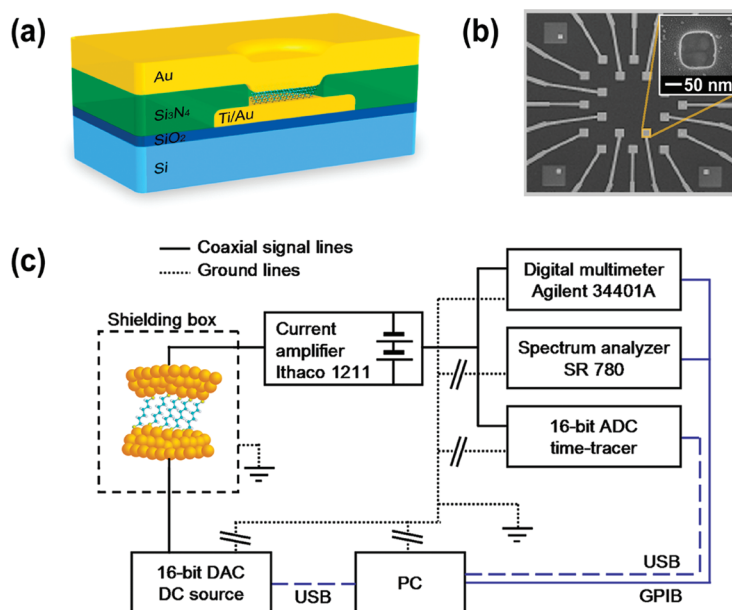 (a)
Au
Si₃N₄
Ti/Au
SiO₂
Si
(b)
50 nm
(c)
Coaxial signal lines
Ground lines
Shielding box
Current
amplifier
Ithaco 1211
Digital multimeter
Agilent 34401A
Spectrum analyzer
SR 780
16-bit ADC
time-tracer
16-bit DAC
DC source
USB
PC
USB
GPIB